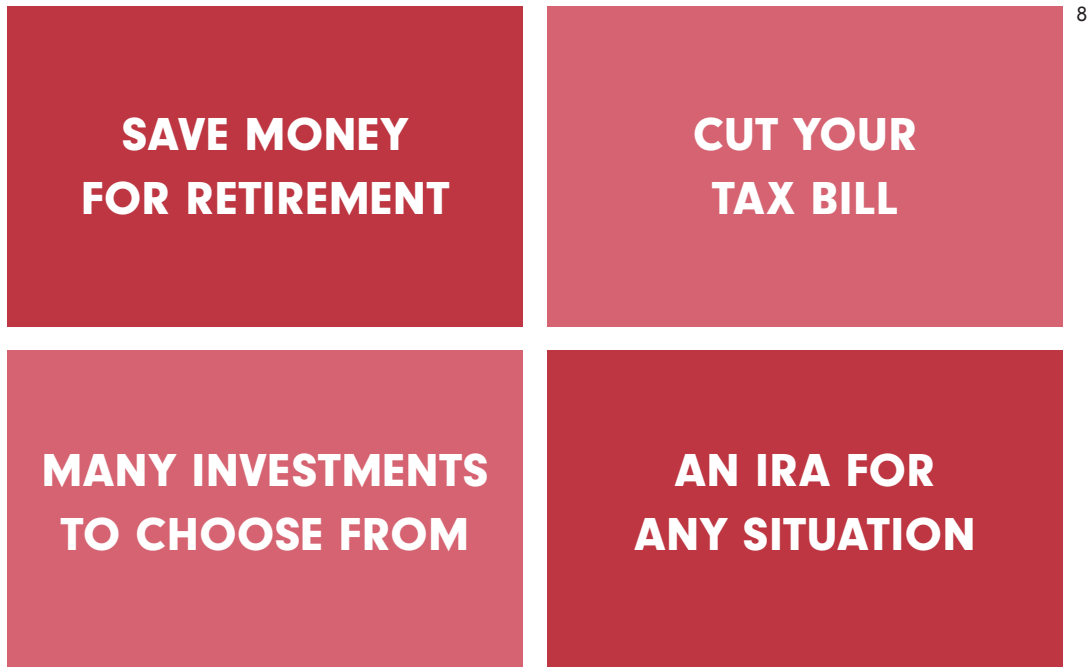 8
SAVE MONEY
FOR RETIREMENT
CUT YOUR
TAX BILL
MANY INVESTMENTS
TO CHOOSE FROM
AN IRA FOR
ANY SITUATION